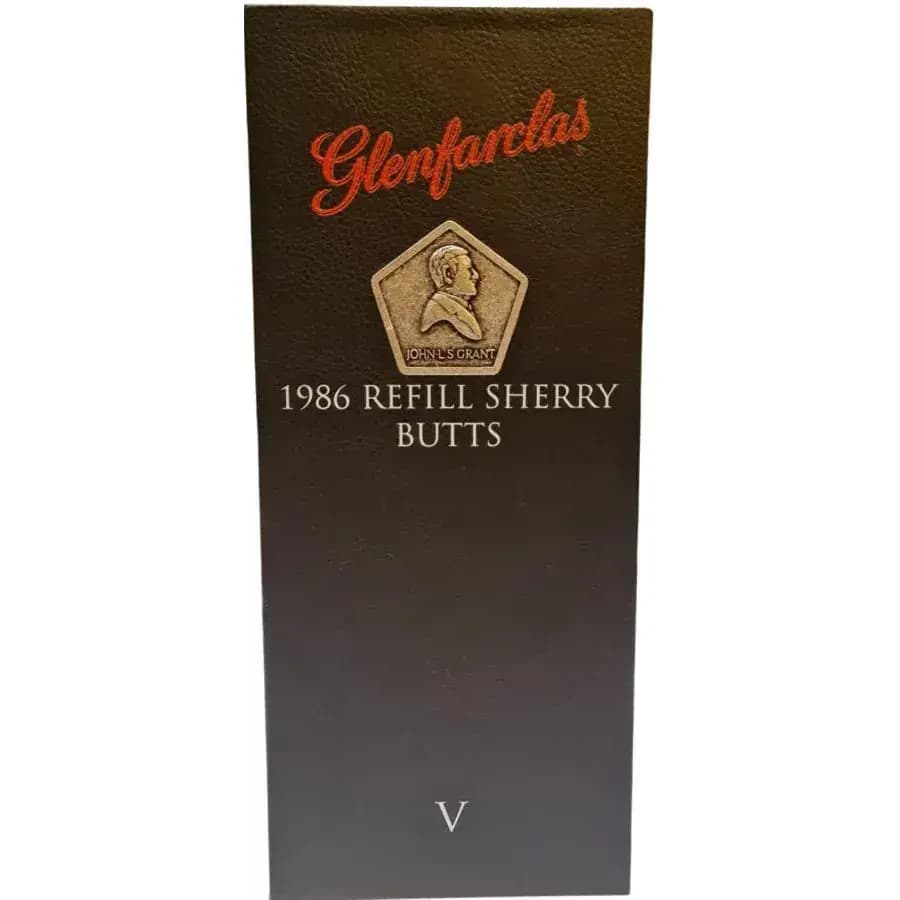 Glenfarclas
JOHN L S GRANT
1986 REFILL SHERRY
BUTTS
V